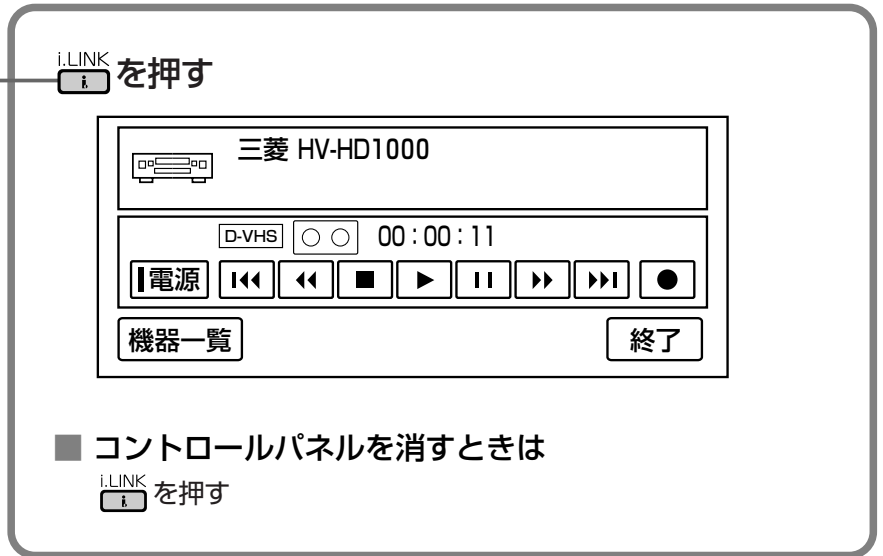 i.LINK
i を押す
三菱 HV-HD1000
D-VHS 00:00:11
電源
機器一覧 終了
■ コントロールパネルを消すときは
i.LINK
i を押す